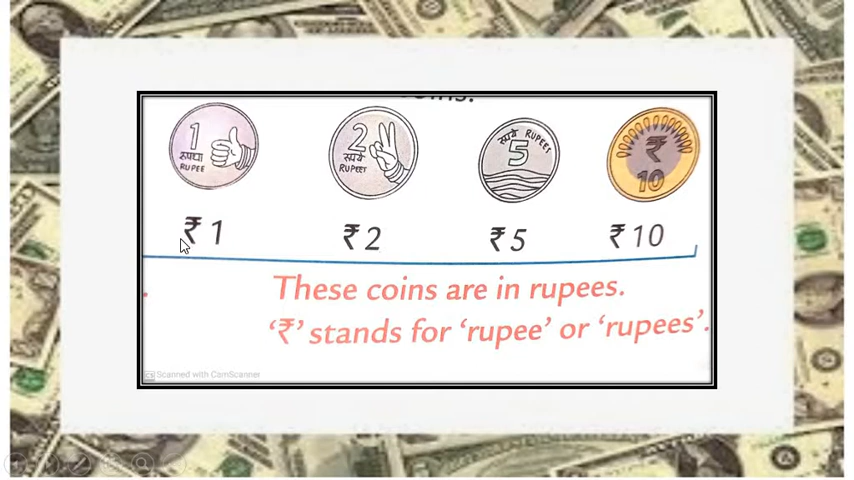 1
रुपया
RUPEE
2
रुपये
RUPEES
5
रुपये RUPEES
₹
10
₹ 1
₹ 2
₹ 5
₹ 10
These coins are in rupees.
‘₹’ stands for ‘rupee’ or ‘rupees’.
CS Scanned with CamScanner